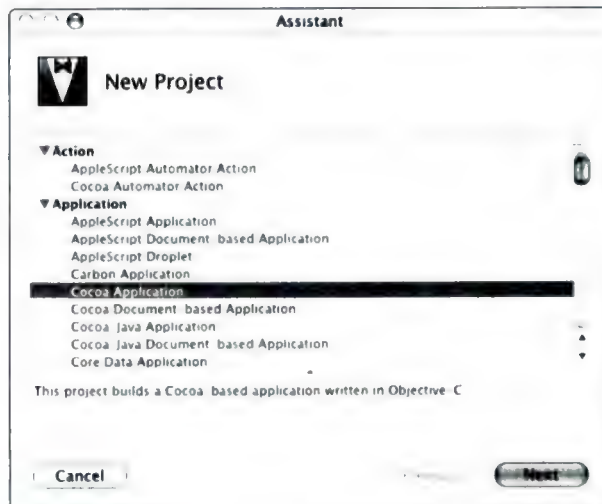 Assistant
New Project
Action
AppleScript Automator Action
Cocoa Automator Action
Application
AppleScript Application
AppleScript Document based Application
AppleScript Droplet
Carbon Application
Cocoa Application
Cocoa Document based Application
Cocoa Java Application
Cocoa Java Document based Application
Core Data Application
This project builds a Cocoa based application written in Objective C
Cancel
Next